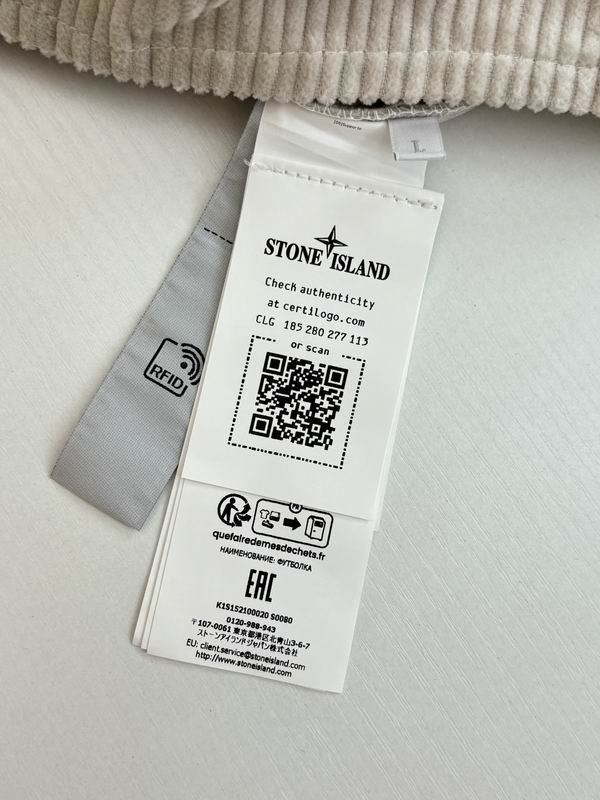 L
STONE ISLAND
Check authenticity
at certilogo.com
CLG 185 280 277 113
or scan
RFID
quefairedemesdechets.fr
НАИМЕНОВАНИЕ: ФУТБОЛКА
EAC
K1S152100020 S0080
0120-988-943
〒107-0061 東京都港区北青山3-6-7
ストーンアイランドジャパン株式会社
EU: client.service@stoneisland.com
http://www.stoneisland.com